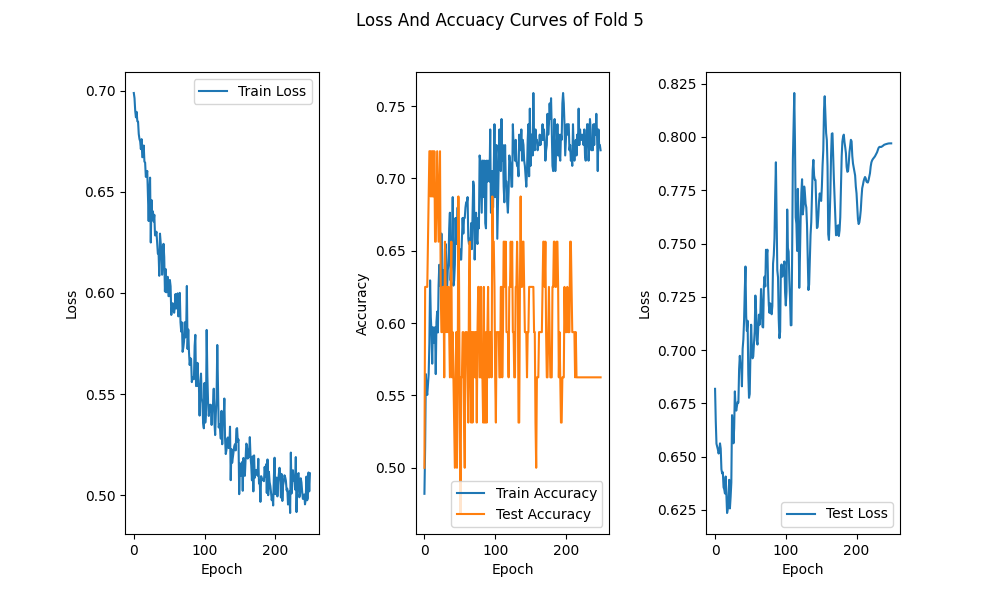 Loss And Accuacy Curves of Fold 5
0.70
0.65
0.60
0.55
0.50
0 100 200
Epoch
Loss
Train Loss
0.75
0.70
0.65
0.60
0.55
0.50
0 100 200
Epoch
Accuracy
Train Accuracy
Test Accuracy
0.825
0.800
0.775
0.750
0.725
0.700
0.675
0.650
0.625
0 100 200
Epoch
Loss
Test Loss